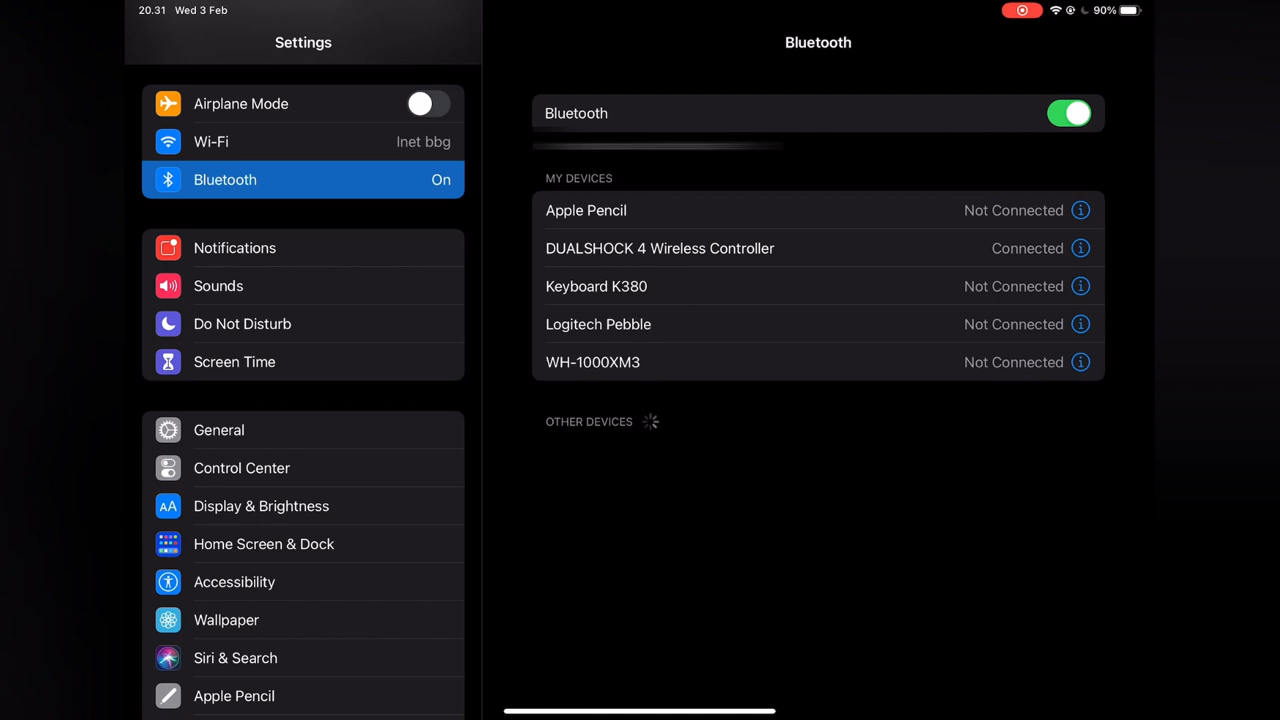 20.31 Wed 3 Feb
90%
Settings
Airplane Mode
Wi-Fi Inet bbg
Bluetooth On
Notifications
Sounds
Do Not Disturb
Screen Time
General
Control Center
AA Display & Brightness
Home Screen & Dock
Accessibility
Wallpaper
Siri & Search
Apple Pencil
Bluetooth
Bluetooth
MY DEVICES
Apple Pencil Not Connected
DUALSHOCK 4 Wireless Controller Connected
Keyboard K380 Not Connected
Logitech Pebble Not Connected
WH-1000XM3 Not Connected
OTHER DEVICES